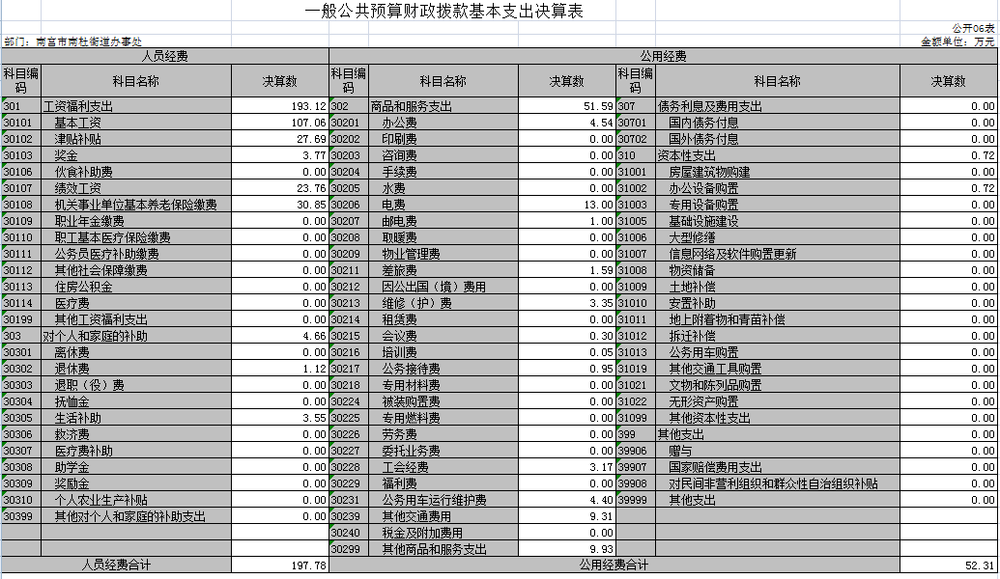 一般公共预算财政拨款基本支出决算表
公开06表
部门：南宫市南杜街道办事处 金额单位：万元
人员经费 公用经费
科目编码 科目名称 决算数 科目编码 科目名称 决算数 科目编码 科目名称 决算数
301 工资福利支出 193.12 302 商品和服务支出 51.59 307 债务利息及费用支出 0.00
30101 基本工资 107.06 30201 办公费 4.54 30701 国内债务付息 0.00
30102 津贴补贴 27.69 30202 印刷费 0.00 30702 国外债务付息 0.00
30103 奖金 3.77 30203 咨询费 0.00 310 资本性支出 0.72
30106 伙食补助费 0.00 30204 手续费 0.00 31001 房屋建筑物购建 0.00
30107 绩效工资 23.76 30205 水费 0.00 31002 办公设备购置 0.72
30108 机关事业单位基本养老保险缴费 30.85 30206 电费 13.00 31003 专用设备购置 0.00
30109 职业年金缴费 0.00 30207 邮电费 1.00 31005 基础设施建设 0.00
30110 职工基本医疗保险缴费 0.00 30208 取暖费 0.00 31006 大型修缮 0.00
30111 公务员医疗补助缴费 0.00 30209 物业管理费 0.00 31007 信息网络及软件购置更新 0.00
30112 其他社会保障缴费 0.00 30211 差旅费 1.59 31008 物资储备 0.00
30113 住房公积金 0.00 30212 因公出国（境）费用 0.00 31009 土地补偿 0.00
30114 医疗费 0.00 30213 维修（护）费 3.35 31010 安置补助 0.00
30199 其他工资福利支出 0.00 30214 租赁费 0.00 31011 地上附着物和青苗补偿 0.00
303 对个人和家庭的补助 4.66 30215 会议费 0.30 31012 拆迁补偿 0.00
30301 离休费 0.00 30216 培训费 0.05 31013 公务用车购置 0.00
30302 退休费 1.12 30217 公务接待费 0.95 31019 其他交通工具购置 0.00
30303 退职（役）费 0.00 30218 专用材料费 0.00 31021 文物和陈列品购置 0.00
30304 抚恤金 0.00 30224 被装购置费 0.00 31022 无形资产购置 0.00
30305 生活补助 3.55 30225 专用燃料费 0.00 31099 其他资本性支出 0.00
30306 救济费 0.00 30226 劳务费 0.00 399 其他支出 0.00
30307 医疗费补助 0.00 30227 委托业务费 0.00 39906 赠与 0.00
30308 助学金 0.00 30228 工会经费 3.17 39907 国家赔偿费用支出 0.00
30309 奖励金 0.00 30229 福利费 0.00 39908 对民间非营利组织和群众性自治组织补贴 0.00
30310 个人农业生产补贴 0.00 30231 公务用车运行维护费 4.40 39999 其他支出 0.00
30399 其他对个人和家庭的补助支出 0.00 30239 其他交通费用 9.31
30240 税金及附加费用 0.00
30299 其他商品和服务支出 9.93
人员经费合计 197.78 公用经费合计 52.31